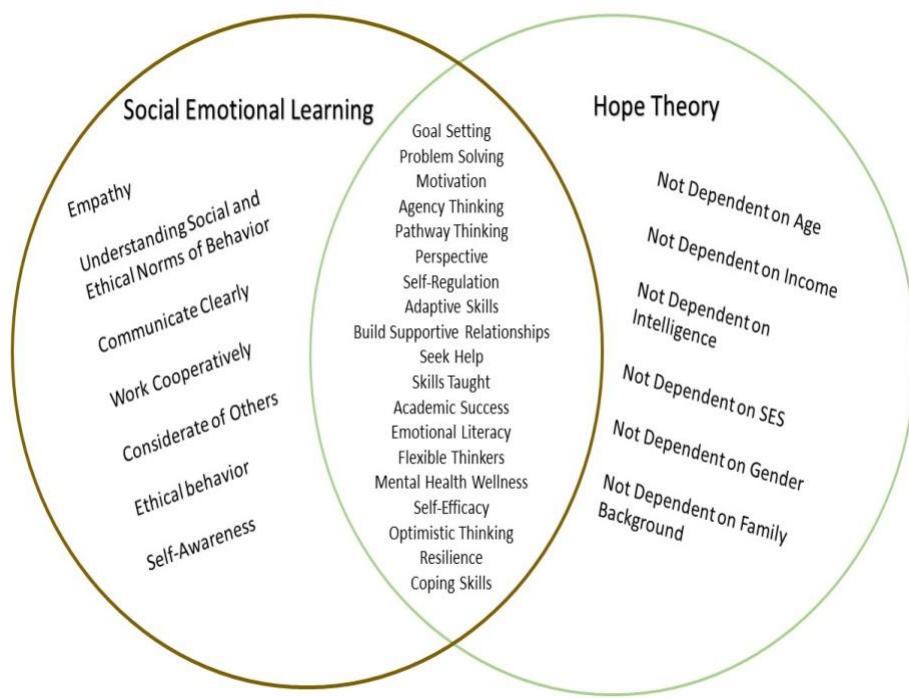 Social Emotional Learning
Empathy
Understanding Social and
Ethical Norms of Behavior
Communicate Clearly
Work Cooperatively
Considerate of Others
Ethical behavior
Self-Awareness
Goal Setting
Problem Solving
Motivation
Agency Thinking
Pathway Thinking
Perspective
Self-Regulation
Adaptive Skills
Build Supportive Relationships
Seek Help
Skills Taught
Academic Success
Emotional Literacy
Flexible Thinkers
Mental Health Wellness
Self-Efficacy
Optimistic Thinking
Resilience
Coping Skills
Hope Theory
Not Dependent on Age
Not Dependent on Income
Not Dependent on
Intelligence
Not Dependent on SES
Not Dependent on Gender
Not Dependent on Family
Background